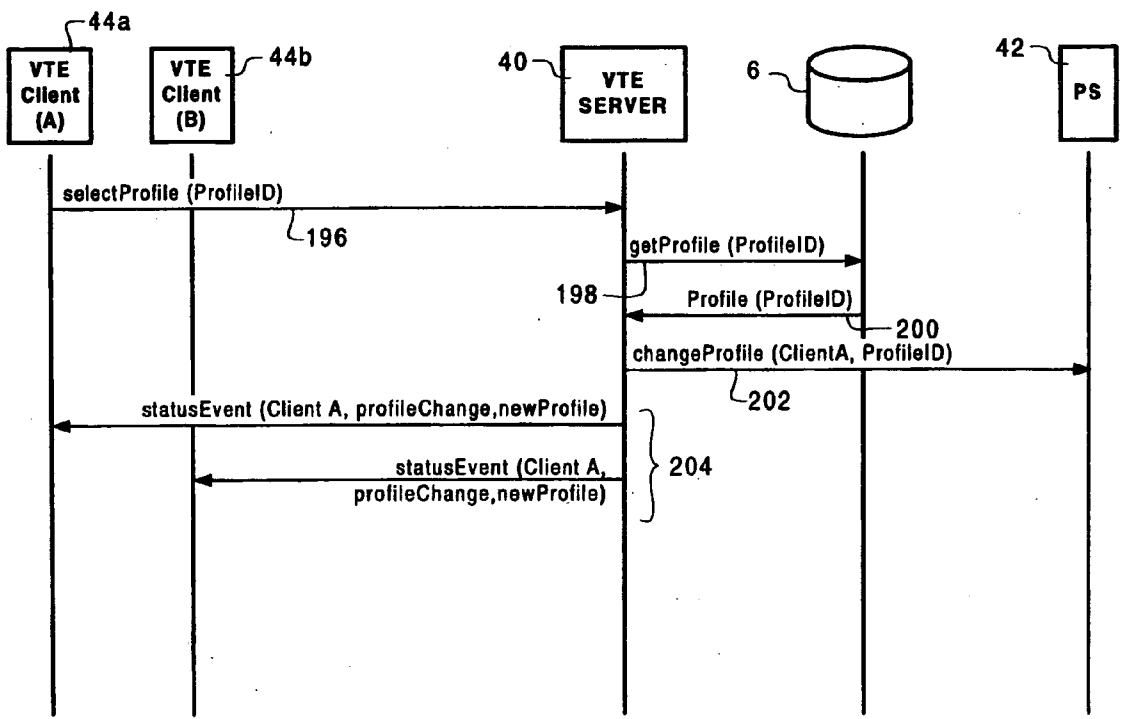 44a
VTE
Client
(A)
VTE
Client
(B)
44b
40
VTE
SERVER
6
42
PS
selectProfile (ProfileID)
196
getProfile (ProfileID)
198
Profile (ProfileID)
200
changeProfile (ClientA, ProfileID)
202
statusEvent (Client A, profileChange,newProfile)
statusEvent (Client A,
profileChange,newProfile)
204